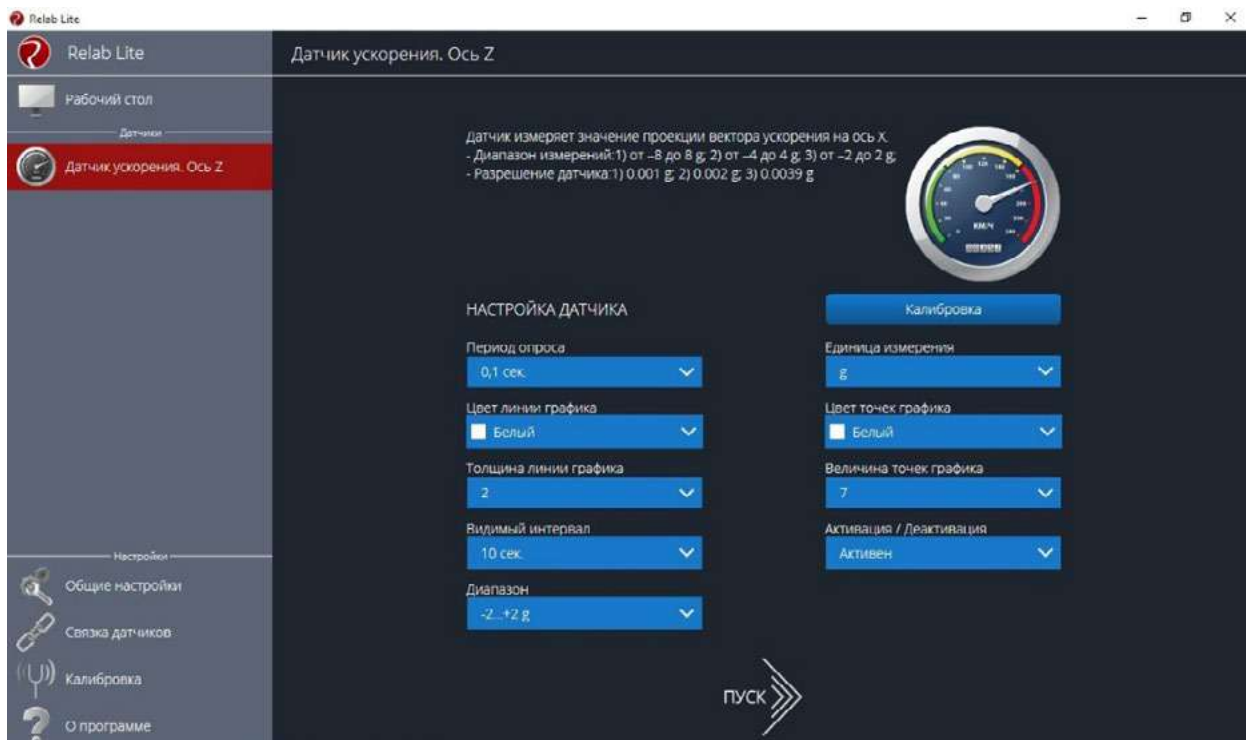 Relab Lite
Relab Lite
Датчик ускорения. Ось Z
Рабочий стол
Датчики
Датчик ускорения. Ось Z
Датчик измеряет значение проекции вектора ускорения на ось X.
- Диапазон измерений:1) от –8 до 8 g; 2) от –4 до 4 g; 3) от –2 до 2 g;
- Разрешение датчика:1) 0.001 g; 2) 0.002 g; 3) 0.0039 g
КМ/Ч
НАСТРОЙКА ДАТЧИКА
Калибровка
Период опроса
Единица измерения
0,1 сек.
g
Цвет линии графика
Цвет точек графика
Белый
Белый
Толщина линии графика
Величина точек графика
2
7
Видимый интервал
Активация / Деактивация
10 сек.
Активен
Диапазон
-2...+2 g
Настройки
Общие настройки
Связка датчиков
Калибровка
О программе
ПУСК